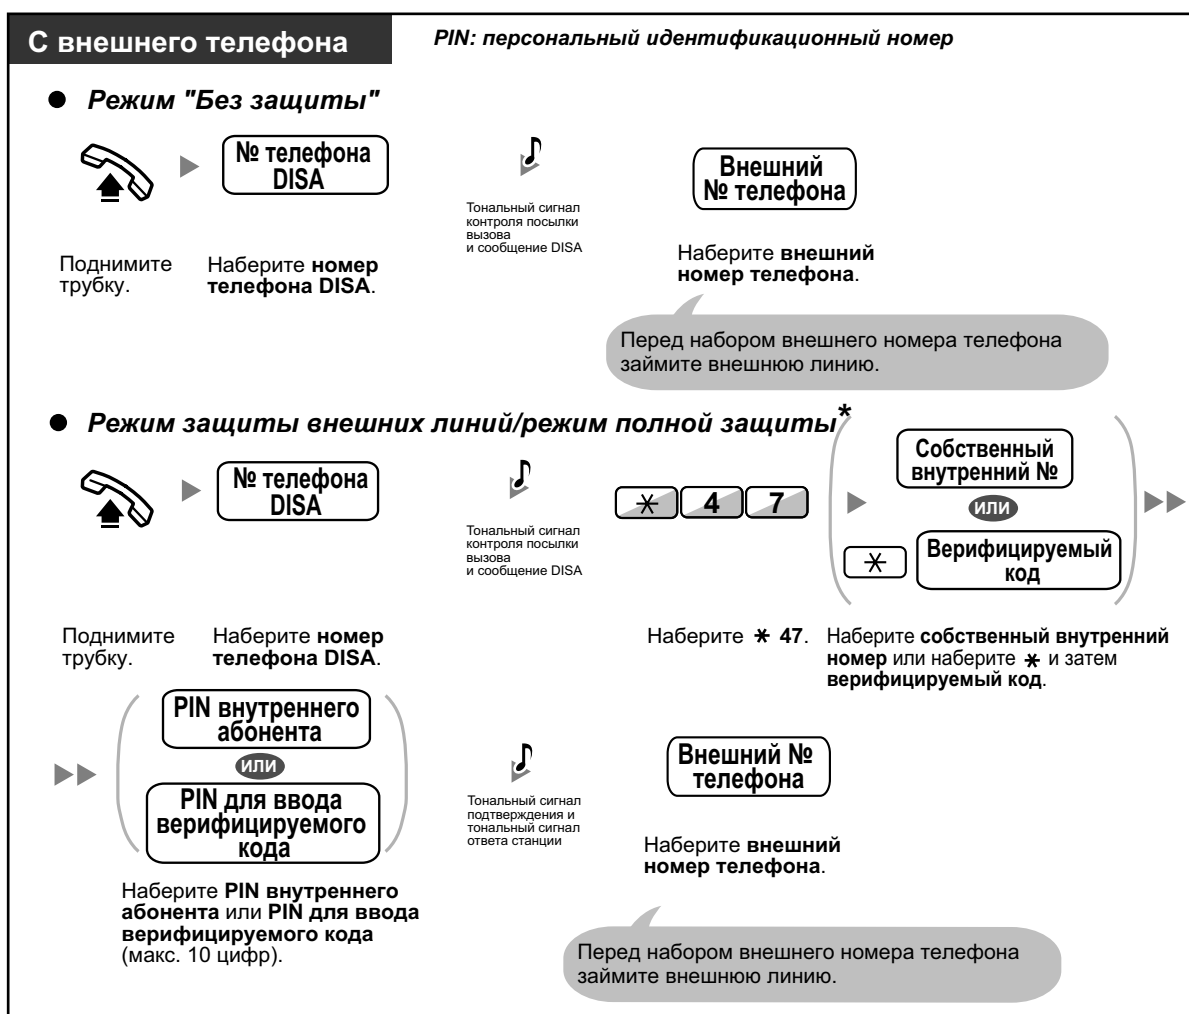 С внешнего телефона
PIN: персональный идентификационный номер
● Режим "Без защиты"
№ телефона
DISA
Внешний
№ телефона
Тональный сигнал
контроля посылки
вызова
и сообщение DISA
Поднимите
трубку.
Наберите номер
телефона DISA.
Наберите внешний
номер телефона.
Перед набором внешнего номера телефона
займите внешнюю линию.
● Режим защиты внешних линий/режим полной защиты*
№ телефона
DISA
Тональный сигнал
контроля посылки
вызова
и сообщение DISA
* 4 7
Собственный
внутренний №
или
* Верифицируемый
код
Поднимите
трубку.
Наберите номер
телефона DISA.
Наберите * 47.
Наберите собственный внутренний
номер или наберите * и затем
верифицируемый код.
PIN внутреннего
абонента
или
PIN для ввода
верифицируемого
кода
Тональный сигнал
подтверждения и
тональный сигнал
ответа станции
Внешний №
телефона
Наберите PIN внутреннего
абонента или PIN для ввода
верифицируемого кода
(макс. 10 цифр).
Наберите внешний
номер телефона.
Перед набором внешнего номера телефона
займите внешнюю линию.